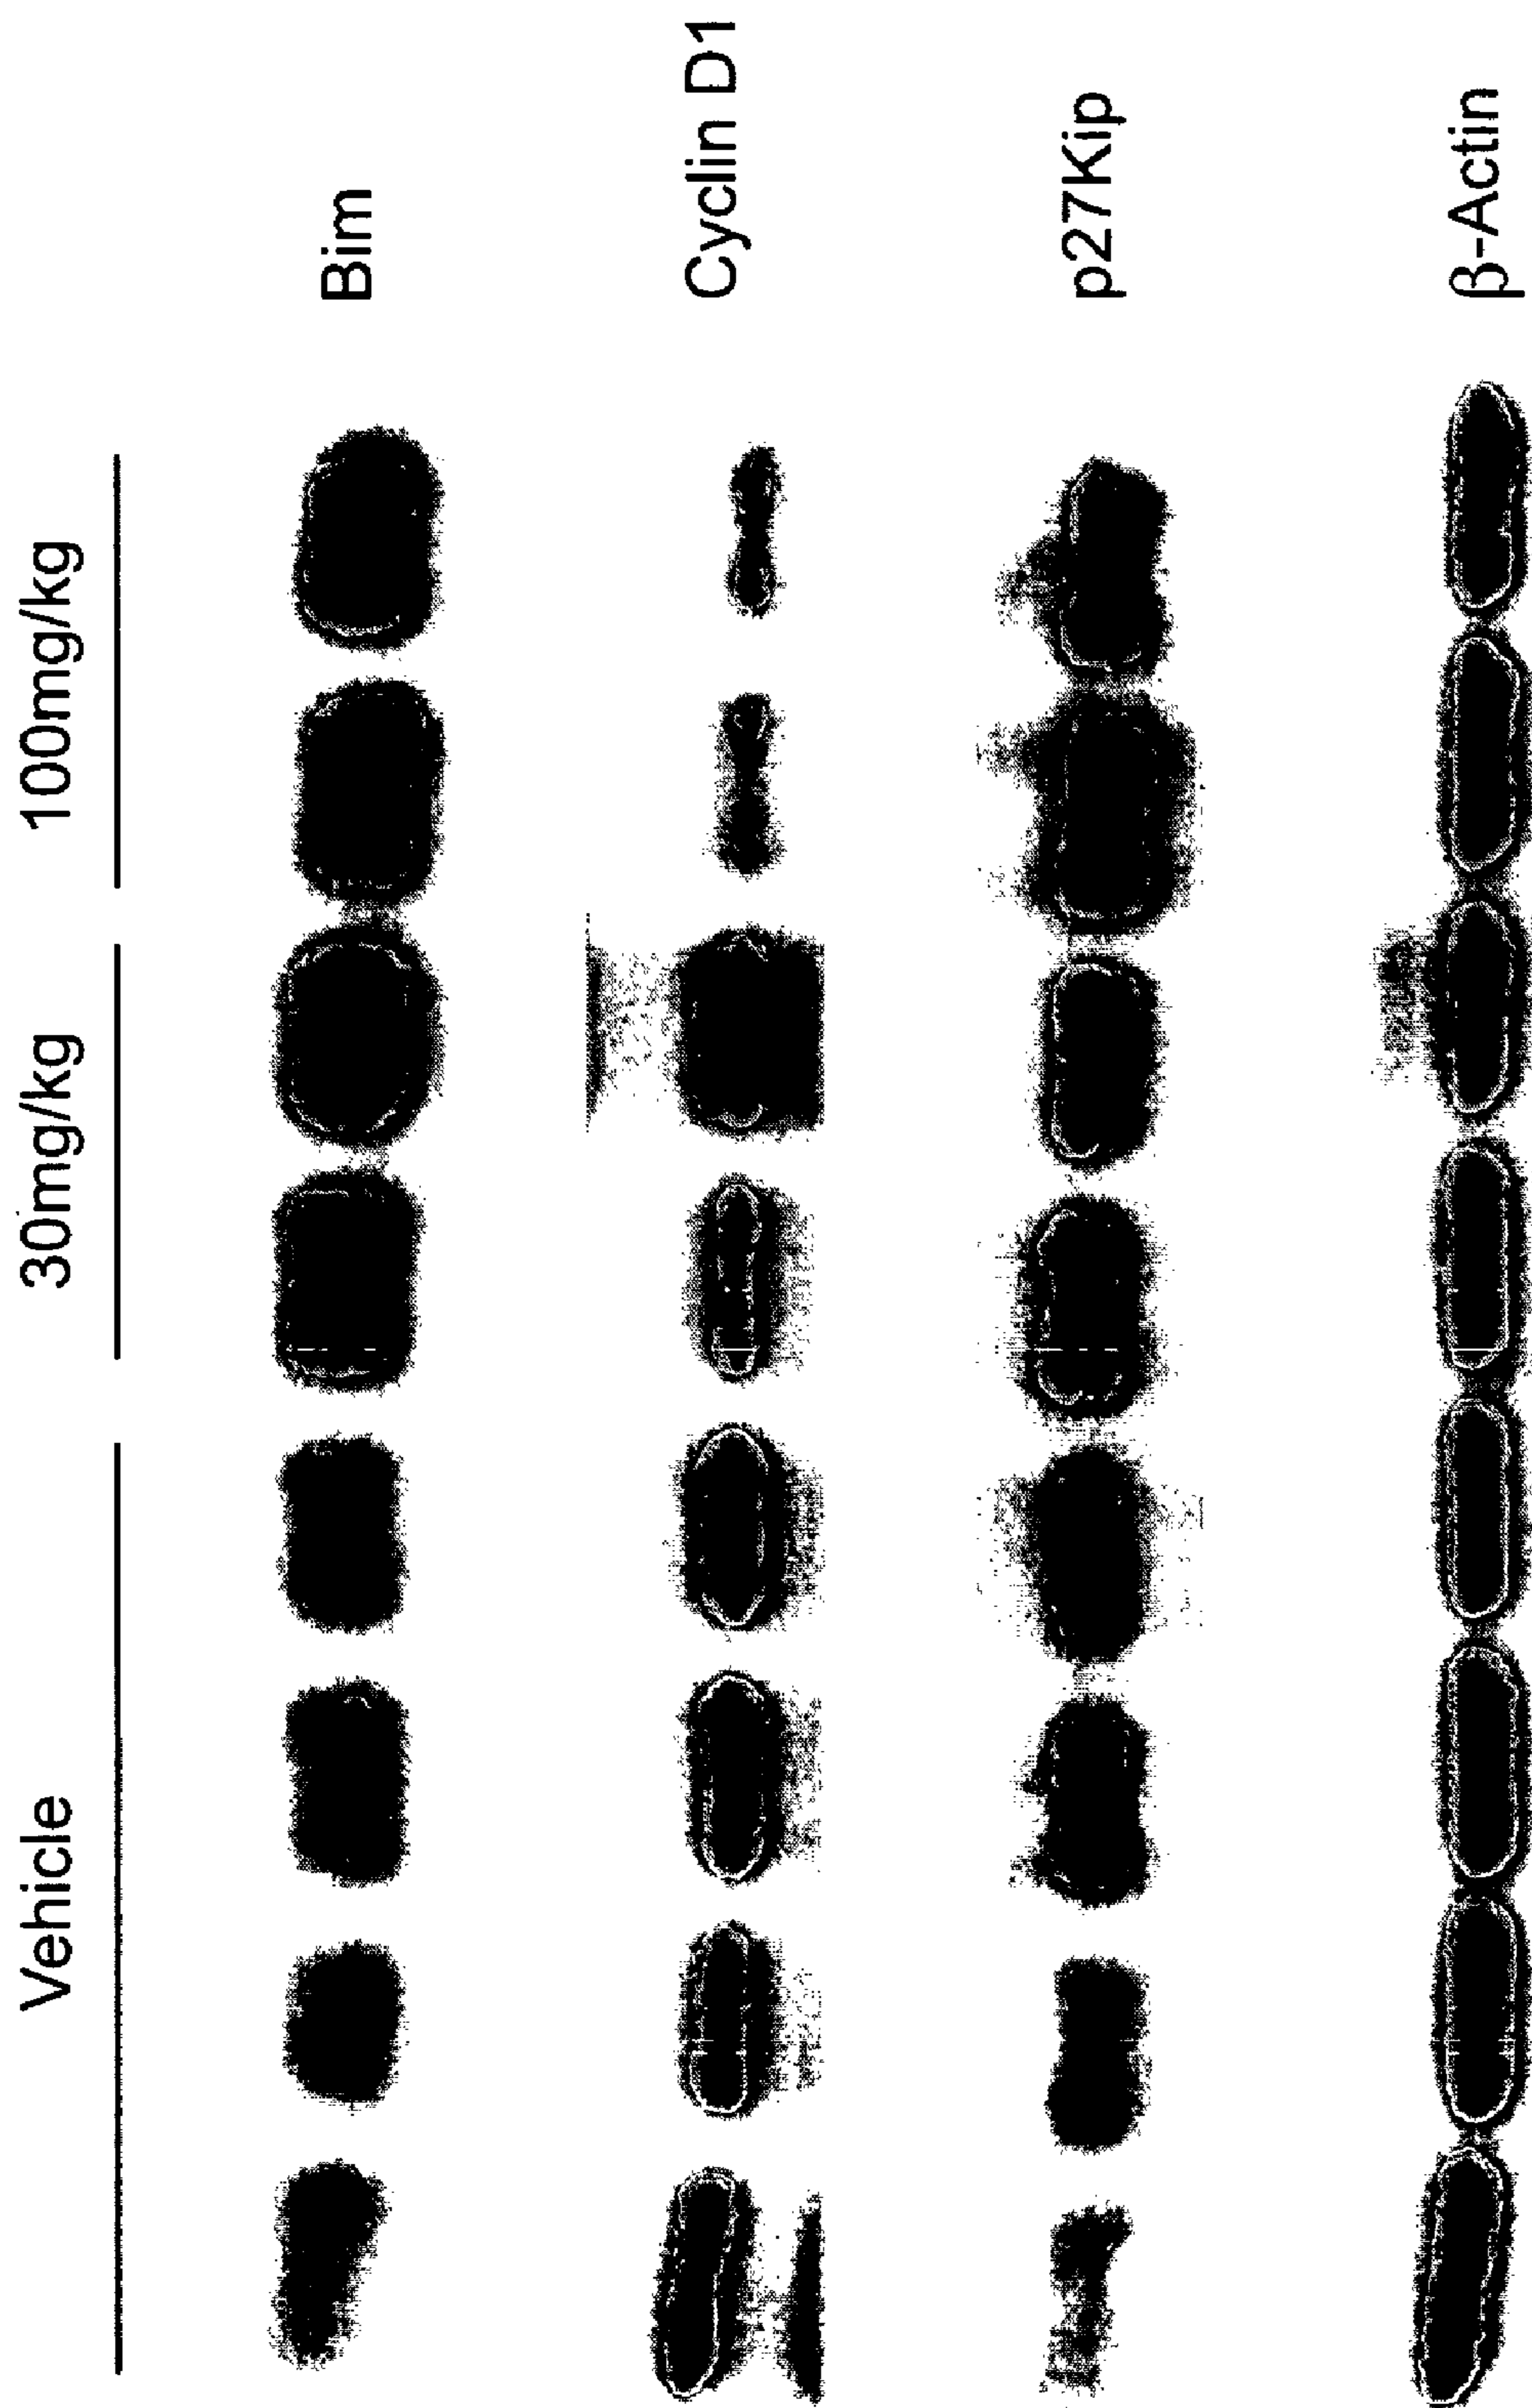 Vehicle
30mg/kg
100mg/kg
Bim
Cyclin D1
p27Kip
β-Actin